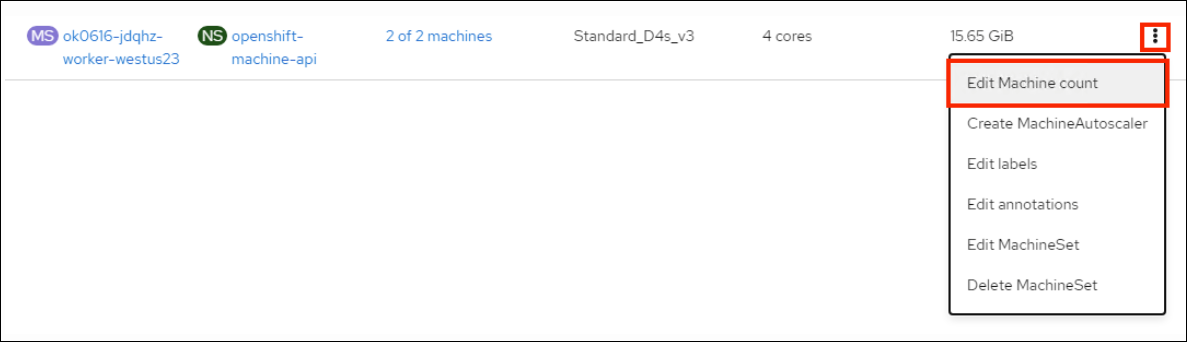 MS ok0616-jdqhz- NS openshift- 2 of 2 machines Standard_D4s_v3 4 cores 15.65 GiB
worker-westus23 machine-api
Edit Machine count
Create MachineAutoscaler
Edit labels
Edit annotations
Edit MachineSet
Delete MachineSet